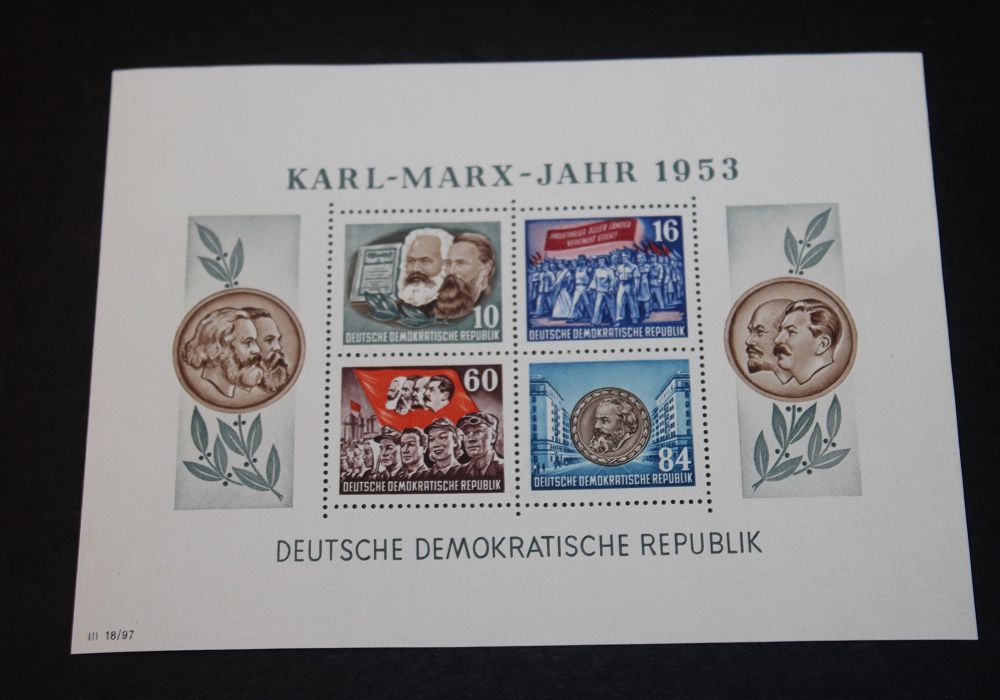 KARL-MARX-JAHR 1953
10
DEUTSCHE DEMOKRATISCHE REPUBLIK
PROLETARIER ALLER LÄNDER
VEREINIGT EUCH!
16
DEUTSCHE DEMOKRATISCHE REPUBLIK
60
DEUTSCHE DEMOKRATISCHE REPUBLIK
84
DEUTSCHE DEMOKRATISCHE REPUBLIK
DEUTSCHE DEMOKRATISCHE REPUBLIK
III 18/97